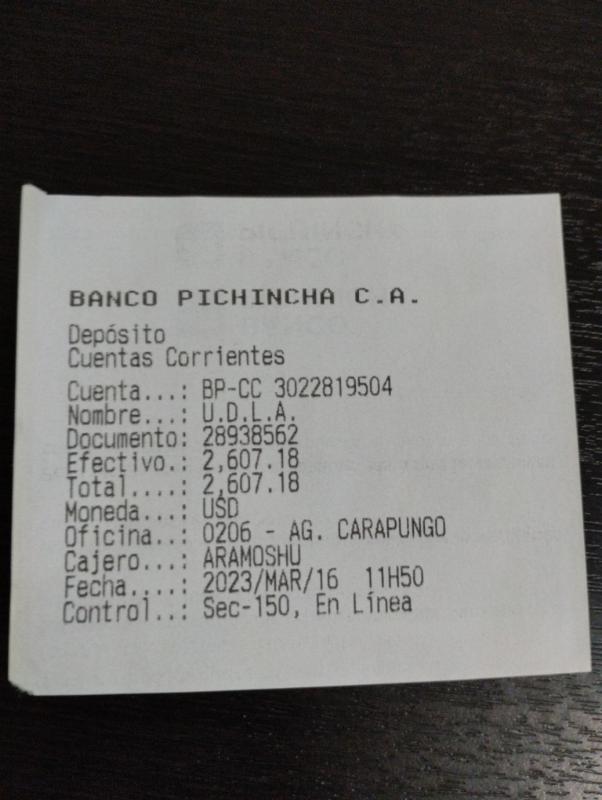 BANCO PICHINCHA C.A.
Depósito
Cuentas Corrientes
Cuenta...: BP-CC 3022819504
Nombre...: U.D.L.A.
Documento: 28938562
Efectivo.: 2,607.18
Total....: 2,607.18
Moneda...: USD
Oficina..: 0206 - AG. CARAPUNGO
Cajero...: ARAMOSHU
Fecha....: 2023/MAR/16 11H50
Control..: Sec-150, En Línea